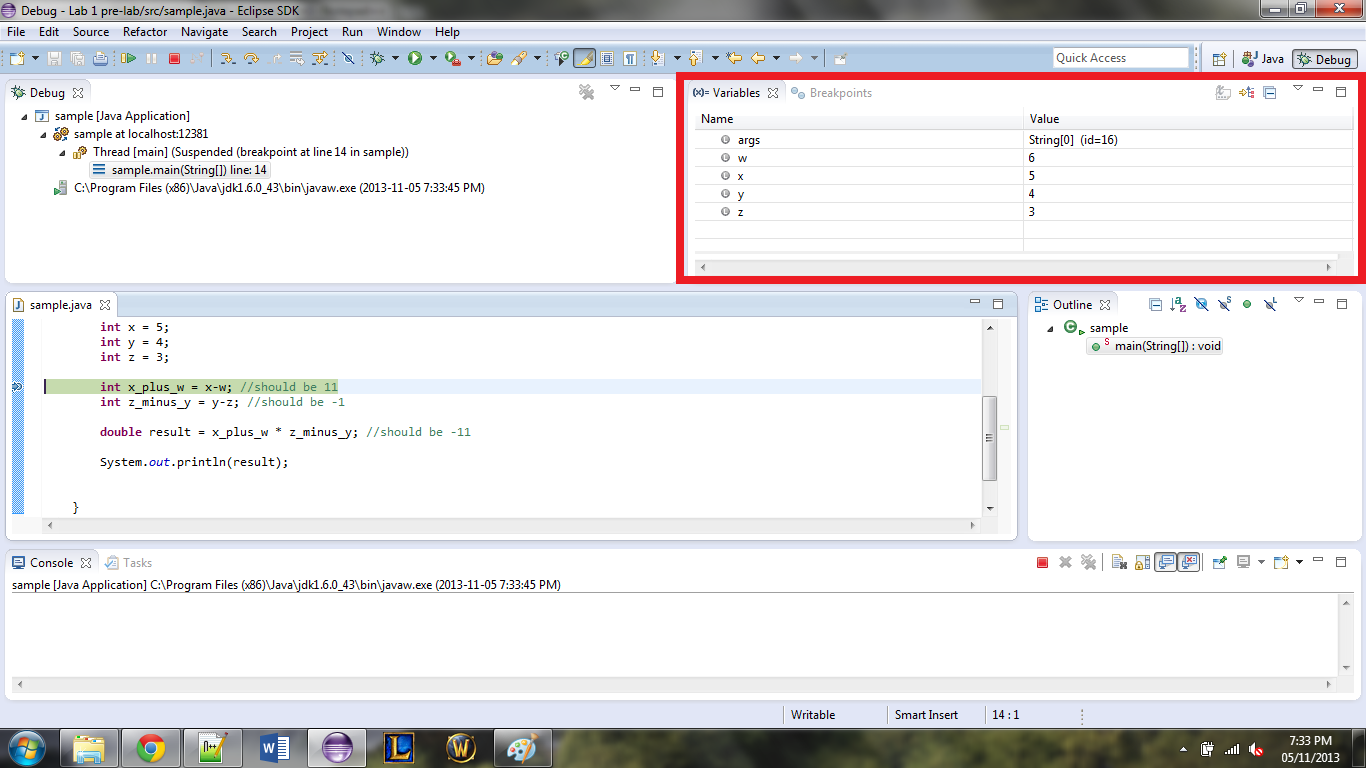 Debug - Lab 1 pre-lab/src/sample.java - Eclipse SDK
File Edit Source Refactor Navigate Search Project Run Window Help
Quick Access Java Debug
Debug
sample [Java Application]
sample at localhost:12381
Thread [main] (Suspended (breakpoint at line 14 in sample))
sample.main(String[]) line: 14
C:\Program Files (x86)\Java\jdk1.6.0_43\bin\javaw.exe (2013-11-05 7:33:45 PM)
(x)= Variables Breakpoints
Name Value
args String[0] (id=16)
w 6
x 5
y 4
z 3
sample.java
int x = 5;
int y = 4;
int z = 3;
int x_plus_w = x-w; //should be 11
int z_minus_y = y-z; //should be -1
double result = x_plus_w * z_minus_y; //should be -11
System.out.println(result);
}
Outline
sample
main(String[]) : void
Console Tasks
sample [Java Application] C:\Program Files (x86)\Java\jdk1.6.0_43\bin\javaw.exe (2013-11-05 7:33:45 PM)
Writable Smart Insert 14 : 1
7:33 PM
05/11/2013